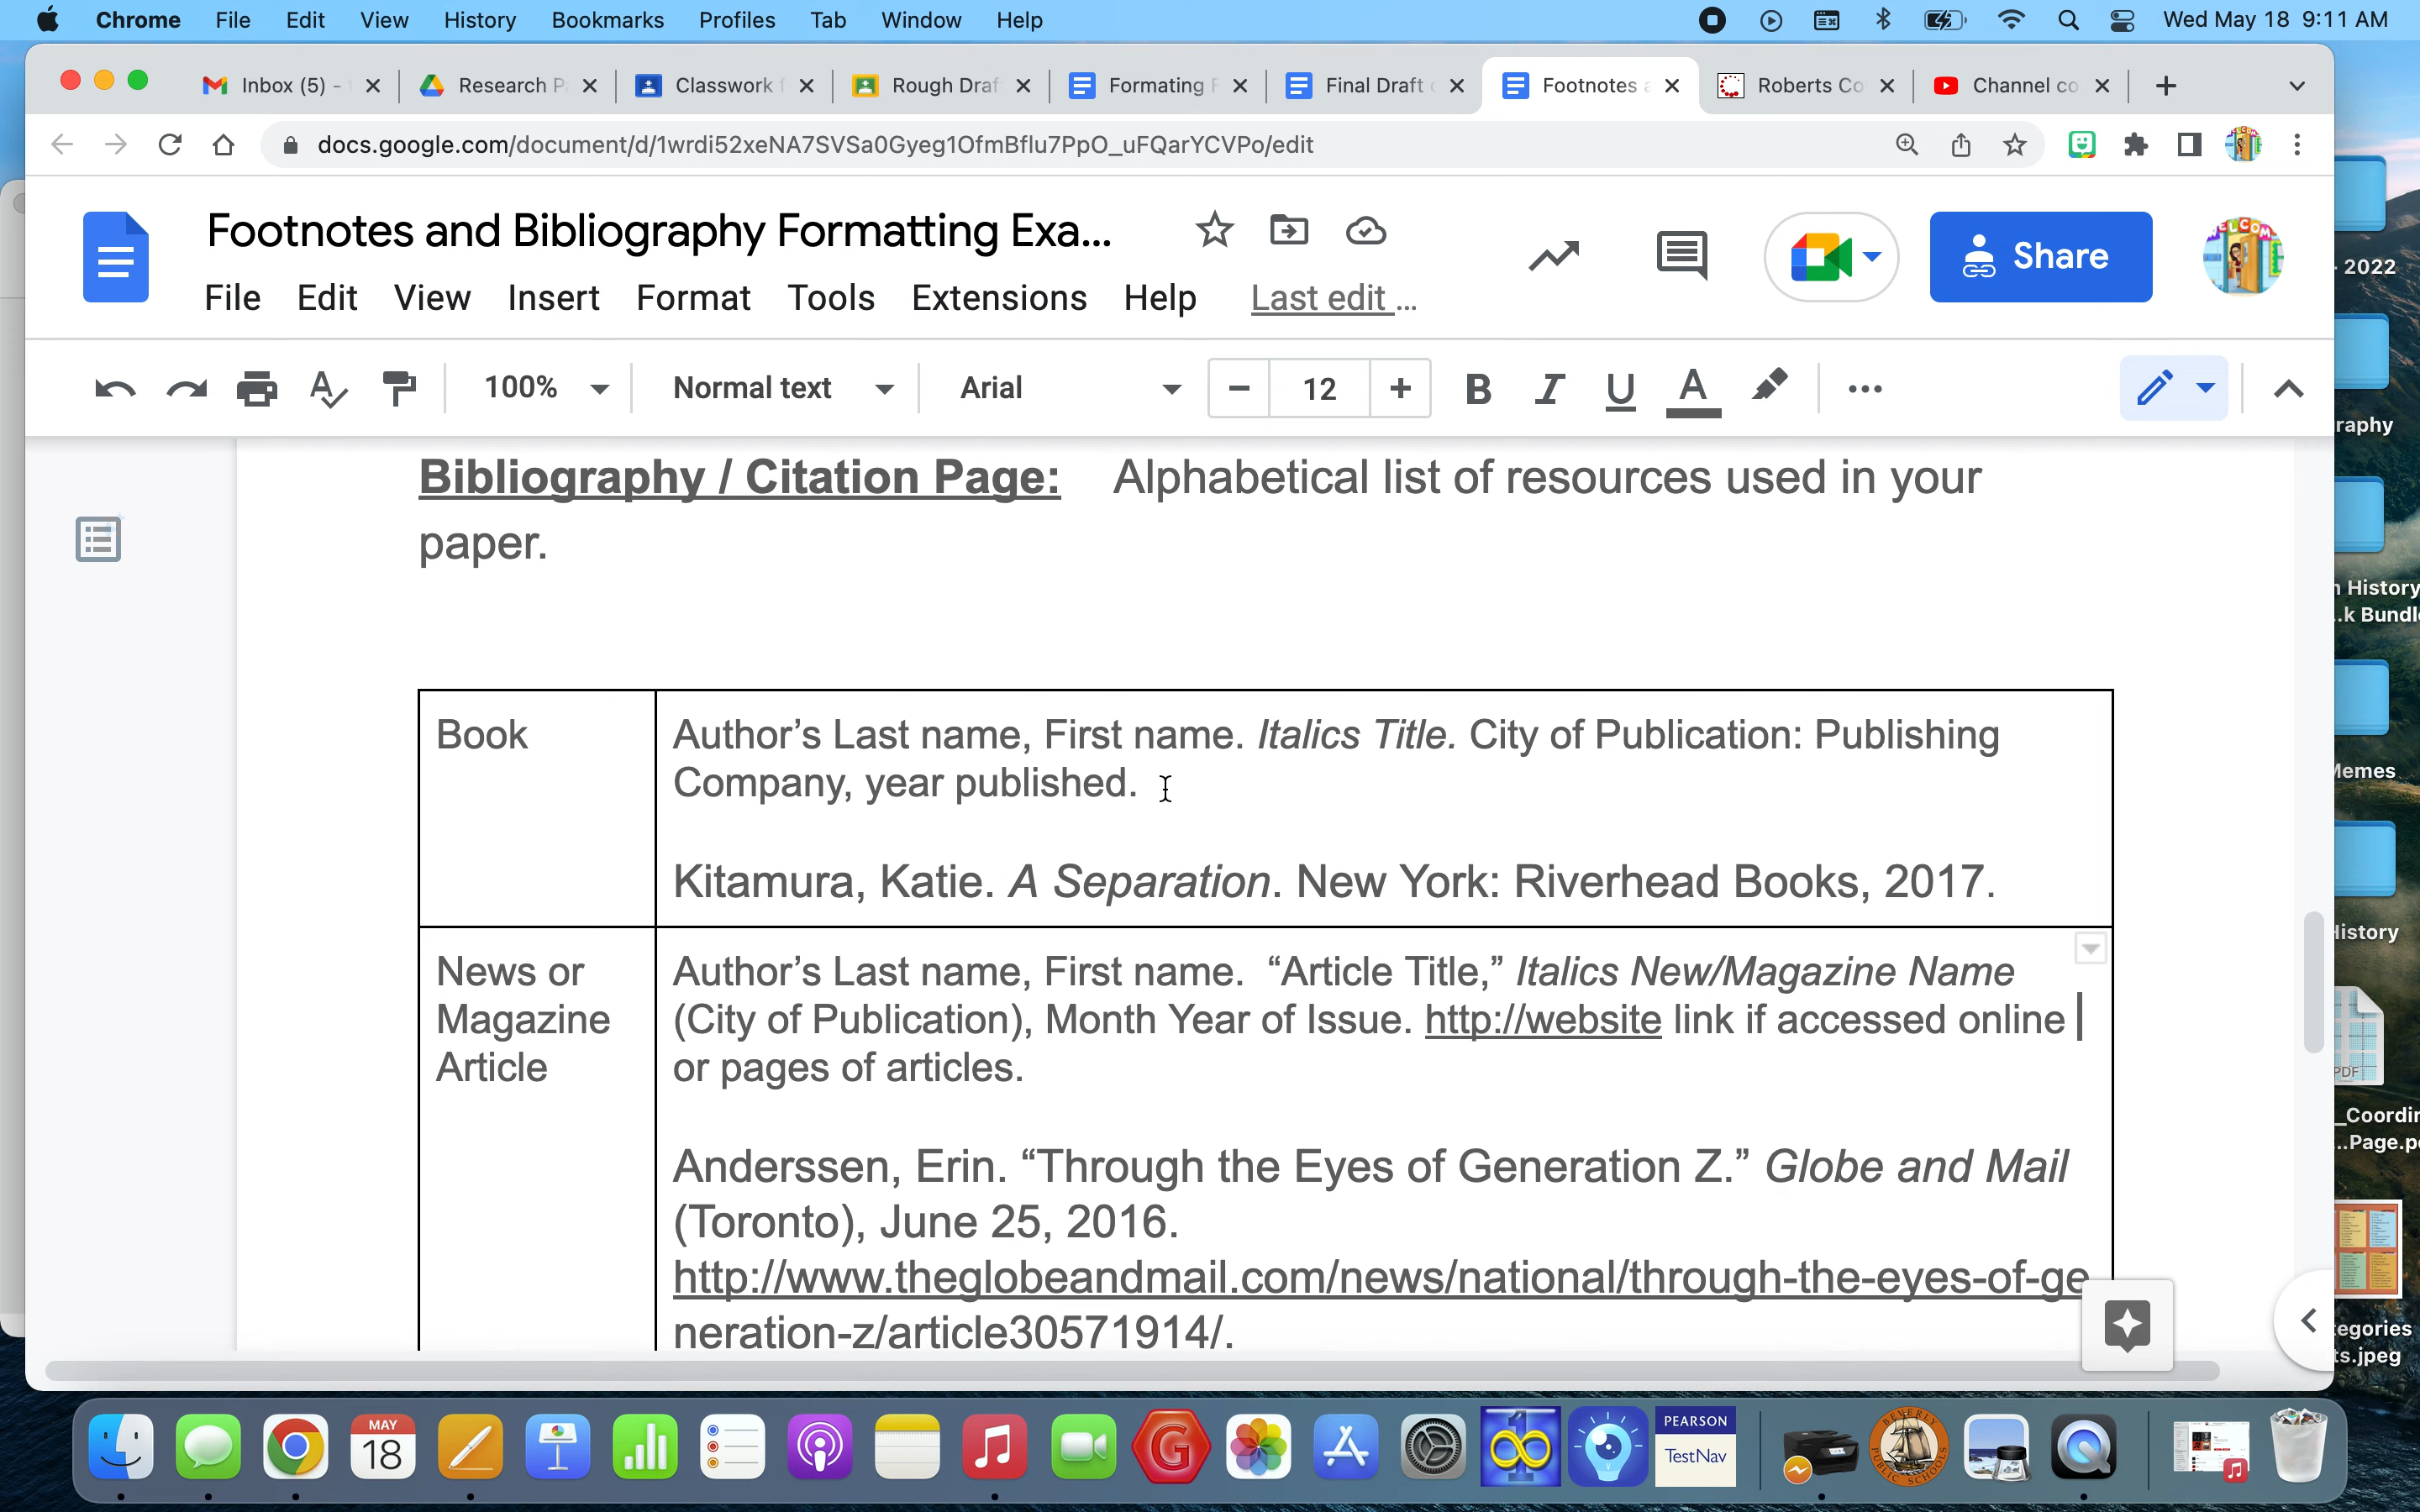 Chrome File Edit View History Bookmarks Profiles Tab Window Help Wed May 18 9:11 AM
Inbox (5) - Research P Classwork f Rough Draf Formating F Final Draft Footnotes a Roberts Co Channel co
docs.google.com/document/d/1wrdi52xeNA7SVSa0Gyeg1OfmBflu7PpO_uFQarYCVPo/edit
Footnotes and Bibliography Formatting Exa...
Share
File Edit View Insert Format Tools Extensions Help Last edit ...
100% Normal text Arial 12 B I U A
Bibliography / Citation Page: Alphabetical list of resources used in your
paper.
Book
Author’s Last name, First name. Italics Title. City of Publication: Publishing
Company, year published.
Kitamura, Katie. A Separation. New York: Riverhead Books, 2017.
News or
Magazine
Article
Author’s Last name, First name. “Article Title,” Italics New/Magazine Name
(City of Publication), Month Year of Issue. http://website link if accessed online
or pages of articles.
Anderssen, Erin. “Through the Eyes of Generation Z.” Globe and Mail
(Toronto), June 25, 2016.
http://www.theglobeandmail.com/news/national/through-the-eyes-of-ge
neration-z/article30571914/.
- 2022
raphy
History
..k Bundl
Memes
History
PDF
_Coordin
...Page.p
tegories
ts.jpeg
MAY
18
PEARSON
TestNav
BEVERLY
PUBLIC SCHOOLS